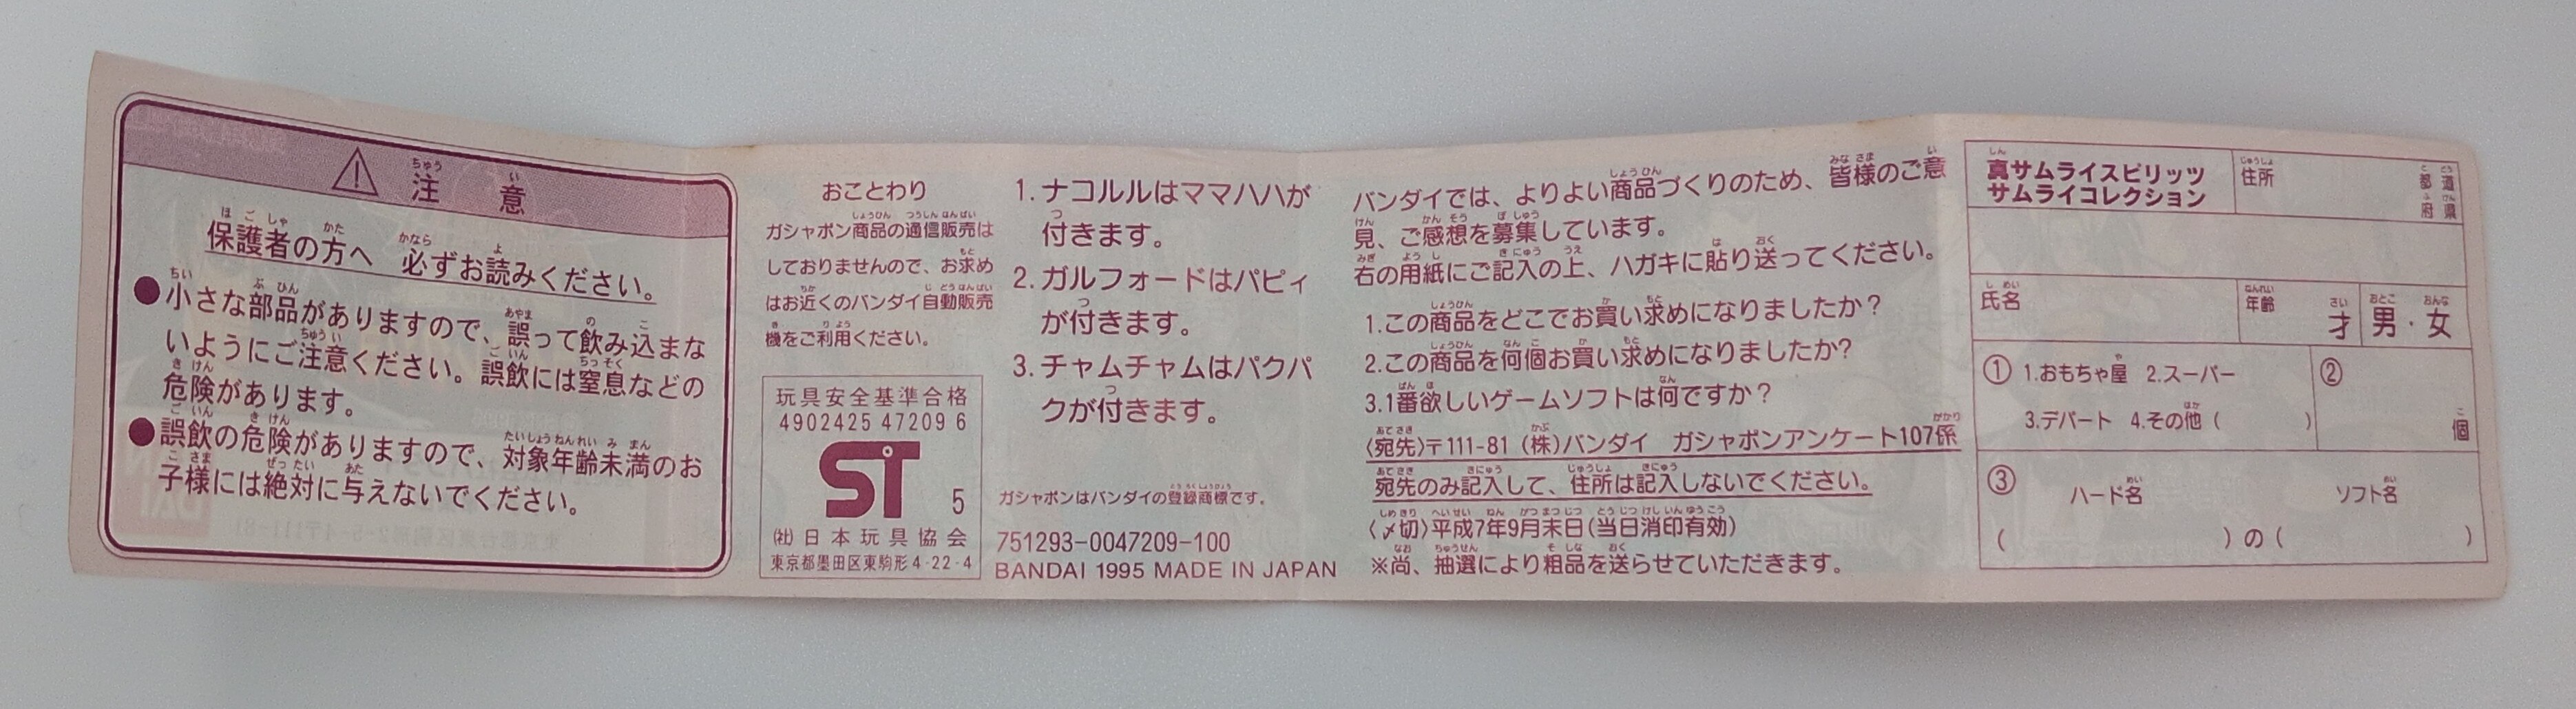 注意
保護者の方へ 必ずお読みください。
●小さな部品がありますので、誤って飲み込まな
いようにご注意ください。誤飲には窒息などの
危険があります。
●誤飲の危険がありますので、対象年齢未満のお
子様には絶対に与えないでください。
おことわり
ガシャポン商品の通信販売は
しておりませんので、お求め
はお近くのバンダイ自動販売
機をご利用ください。
玩具安全基準合格
4902425 47209 6
ST
5
㈳日本玩具協会
東京都墨田区東駒形4-22-4
1.ナコルルはママハハが
付きます。
2.ガルフォードはパピィ
が付きます。
3.チャムチャムはパクパ
クが付きます。
ガシャポンはバンダイの登録商標です。
751293-0047209-100
BANDAI 1995 MADE IN JAPAN
バンダイでは、よりよい商品づくりのため、皆様のご意
見、ご感想を募集しています。
右の用紙にご記入の上、ハガキに貼り送ってください。
1.この商品をどこでお買い求めになりましたか?
2.この商品を何個お買い求めになりましたか?
3.1番欲しいゲームソフトは何ですか?
〈宛先〉〒111-81 (株)バンダイ ガシャポンアンケート107係
宛先のみ記入して、住所は記入しないでください。
〈〆切〉平成7年9月末日(当日消印有効)
※尚、抽選により粗品を送らせていただきます。
真サムライスピリッツ
サムライコレクション
住所
都道
府県
氏名
年齢
才
男・女
① 1.おもちゃ屋 2.スーパー
3.デパート 4.その他( )
②
個
③ ハード名 ソフト名
( )の( )